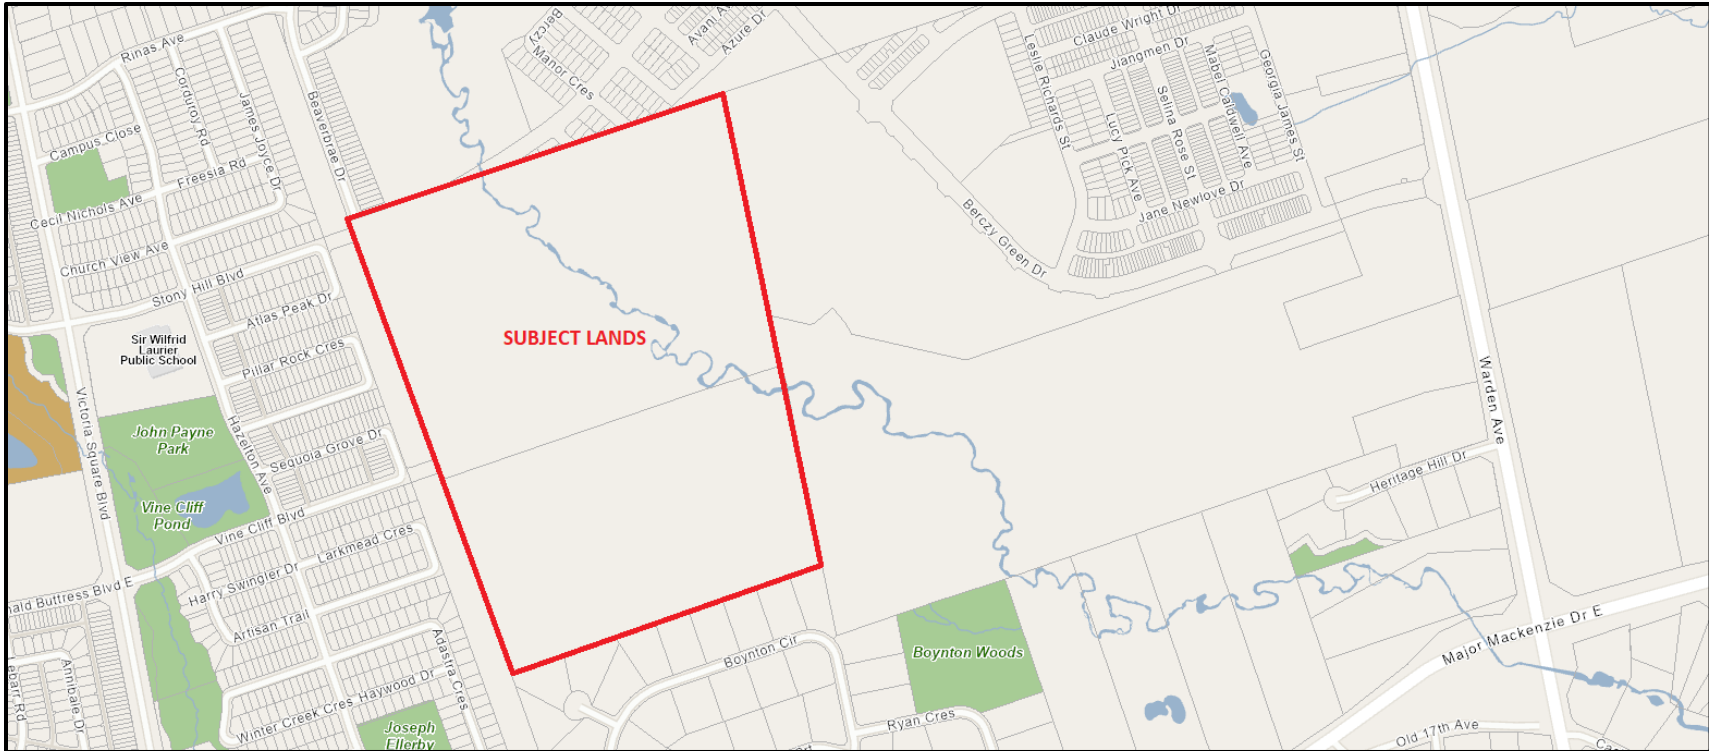 Rinas Ave
Corduroy Rd
James Joyce Dr
Beaverbrae Dr
Campus Close
Freesia Rd
Cecil Nichols Ave
Church View Ave
Stony Hill Blvd
Atlas Peak Dr
Pillar Rock Cres
Sir Wilfrid
Laurier
Public School
Victoria Square Blvd
Hazelton Ave
John Payne
Park
Sequoia Grove Dr
Vine Cliff
Pond
Vine Cliff Blvd
Larkmead Cres
Harry Swingler Dr
nald Buttress Blvd E
Artisan Trail
Adastra Cres
Annibale Dr
ebarr Rd
Winter Creek Cres
Haywood Dr
Joseph
Ellerby
Berczy
Manor Cres
Avani Av
Azure Dr
SUBJECT LANDS
Boynton Cir
Ryan Cres
Boynton Woods
Berczy Green Dr
Leslie Richards St
Claude Wright Dr
Jiangmen Dr
Lucy Pick Ave
Selina Rose St
Mabel Caldwell Ave
Georgia James St
Jane Newlove Dr
Warden Ave
Heritage Hill Dr
Major Mackenzie Dr E
Old 17th Ave